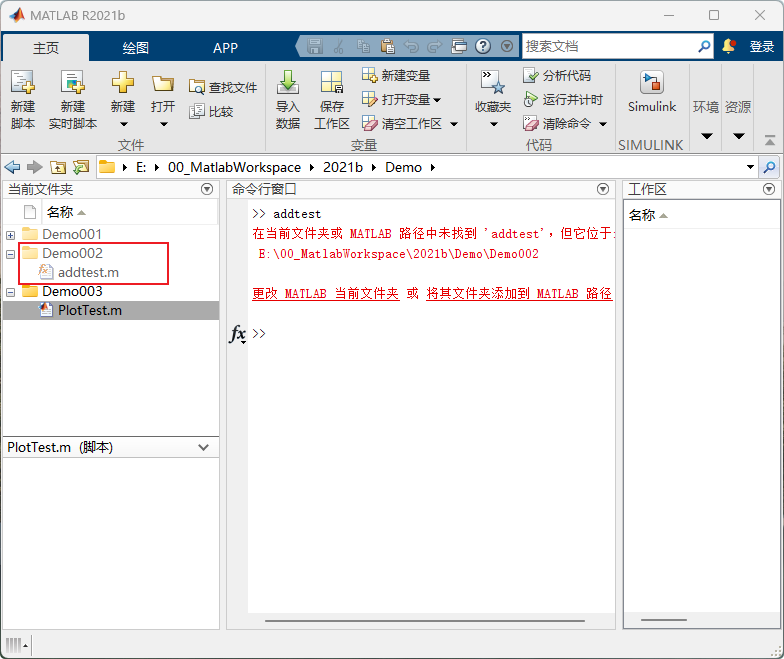 MATLAB R2021b
主页 绘图 APP
搜索文档 登录
新建脚本
新建实时脚本
新建
打开
查找文件
比较
文件
导入数据
保存工作区
新建变量
打开变量
清空工作区
变量
收藏夹
分析代码
运行并计时
清除命令
代码
Simulink
SIMULINK
环境
资源
E: 00_MatlabWorkspace 2021b Demo
当前文件夹
名称
Demo001
Demo002
addtest.m
Demo003
PlotTest.m
PlotTest.m (脚本)
命令行窗口
>> addtest
在当前文件夹或 MATLAB 路径中未找到 'addtest'，但它位于:
E:\00_MatlabWorkspace\2021b\Demo\Demo002
更改 MATLAB 当前文件夹 或 将其文件夹添加到 MATLAB 路径
fx >>
工作区
名称